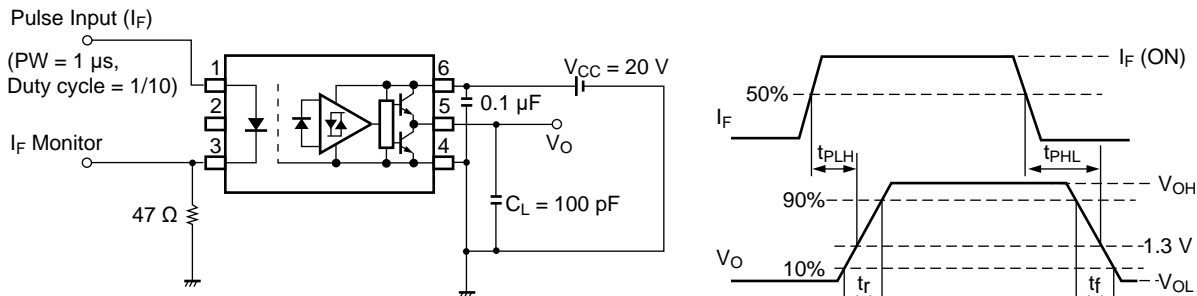 Pulse Input (IF)
(PW = 1 μs,
Duty cycle = 1/10)
IF Monitor
47 Ω
1
2
3
6
5
4
VCC = 20 V
0.1 μF
VO
CL = 100 pF
IF (ON)
50%
IF
tPLH
tPHL
VOH
90%
1.3 V
VO
10%
VOL
tr
tf